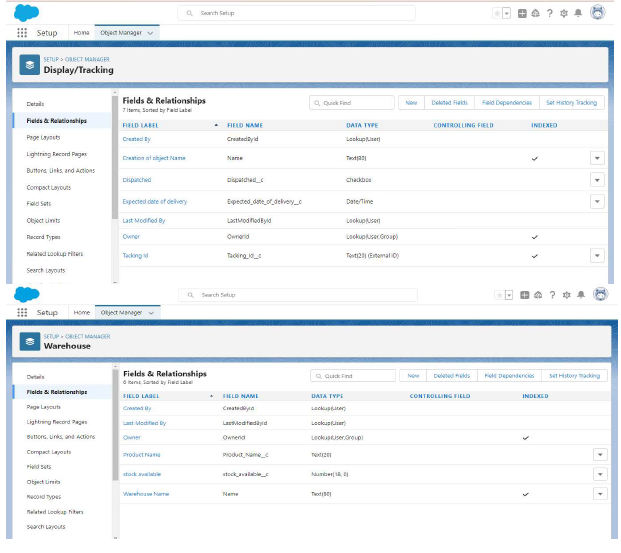 Search Setup
Setup Home Object Manager
SETUP > OBJECT MANAGER
Display/Tracking
Details
Fields & Relationships
Page Layouts
Lightning Record Pages
Buttons, Links, and Actions
Compact Layouts
Field Sets
Object Limits
Record Types
Related Lookup Filters
Search Layouts
Fields & Relationships
7 Items, Sorted by Field Label
Quick Find New Deleted Fields Field Dependencies Set History Tracking
FIELD LABEL FIELD NAME DATA TYPE CONTROLLING FIELD INDEXED
Created By CreatedById Lookup(User)
Creation of object Name Name Text(80)
Dispatched Dispatched__c Checkbox
Expected date of delivery Expected_date_of_delivery__c Date/Time
Last Modified By LastModifiedById Lookup(User)
Owner OwnerId Lookup(User,Group)
Tacking Id Tacking_Id__c Text(20) (External ID)
Search Setup
Setup Home Object Manager
SETUP > OBJECT MANAGER
Warehouse
Details
Fields & Relationships
Page Layouts
Lightning Record Pages
Buttons, Links, and Actions
Compact Layouts
Field Sets
Object Limits
Record Types
Related Lookup Filters
Search Layouts
Fields & Relationships
6 Items, Sorted by Field Label
Quick Find New Deleted Fields Field Dependencies Set History Tracking
FIELD LABEL FIELD NAME DATA TYPE CONTROLLING FIELD INDEXED
Created By CreatedById Lookup(User)
Last Modified By LastModifiedById Lookup(User)
Owner OwnerId Lookup(User,Group)
Product Name Product_Name__c Text(20)
stock available stock_available__c Number(18, 0)
Warehouse Name Name Text(80)